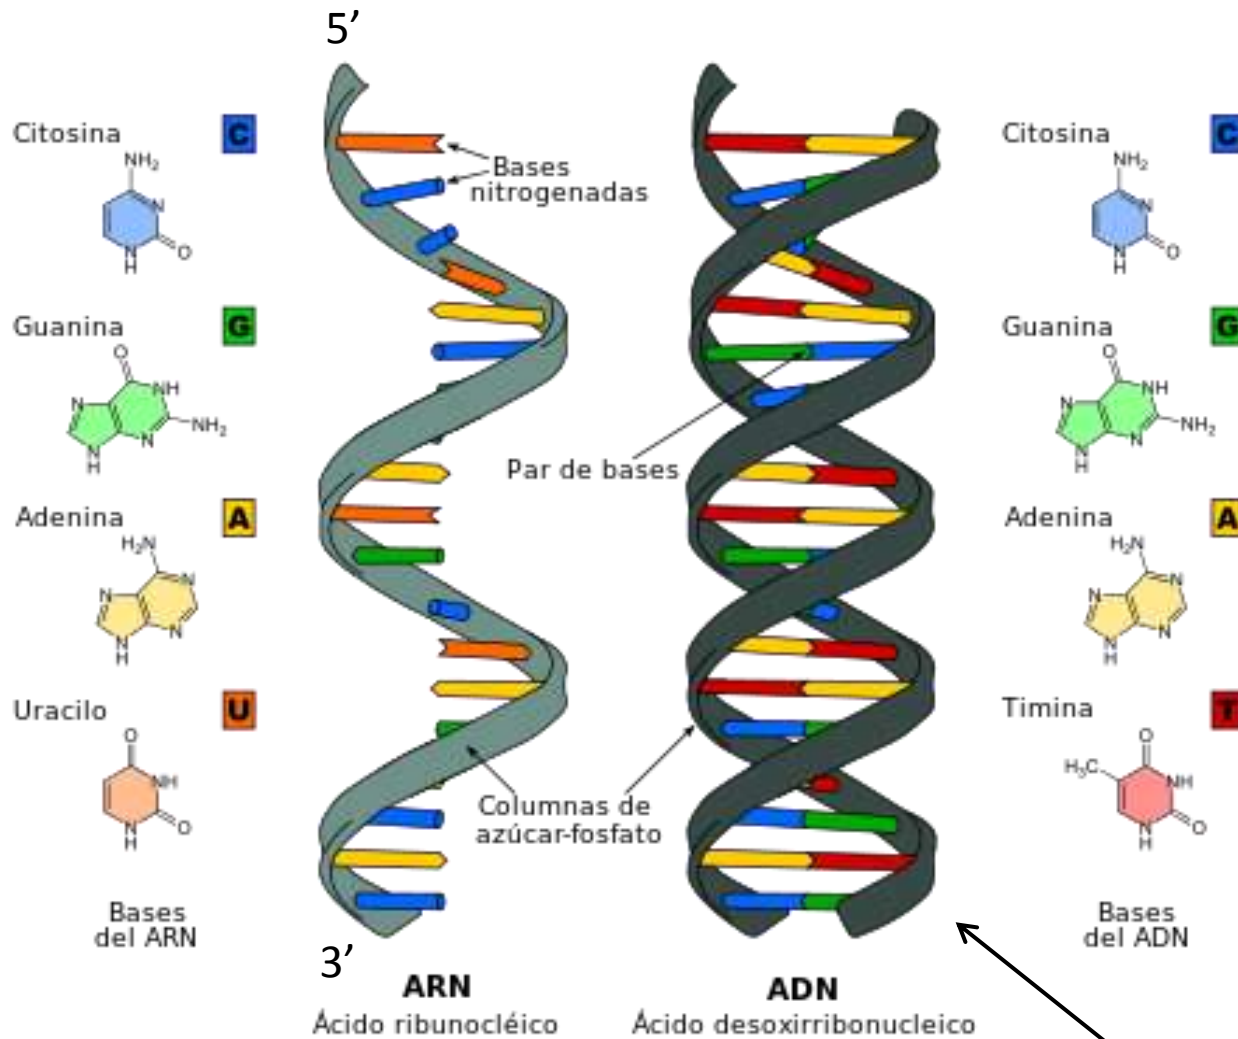 5’
Citosina
C
NH₂
N
N
H
O
Bases
nitrogenadas
Citosina
C
NH₂
N
N
H
O
Guanina
G
O
N
NH
N
H
N
NH₂
Par de bases
Guanina
G
O
N
NH
N
H
N
NH₂
Adenina
A
H₂N
N
N
N
H
N
Adenina
A
H₂N
N
N
N
H
N
Uracilo
U
O
NH
N
H
O
Columnas de
azúcar-fosfato
Timina
T
O
H₃C
NH
N
H
O
Bases
del ARN
Bases
del ADN
3’
ARN
Ácido ribunocléico
ADN
Ácido desoxirribonucleico